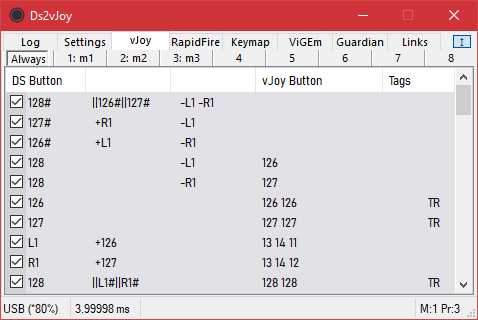 Ds2vJoy
Log Settings vJoy RapidFire Keymap ViGEm Guardian Links
Always 1: m1 2: m2 3: m3 4 5 6 7 8
DS Button vJoy Button Tags
128# ||126#||127# -L1 -R1
127# +R1 -L1
126# +L1 -R1
128 -L1 126
128 -R1 127
126 126 126 TR
127 127 127 TR
L1 +126 13 14 11
R1 +127 13 14 12
128 ||L1#||R1# 128 128 TR
USB (*80%) 3.99998 ms M:1 Pr:3